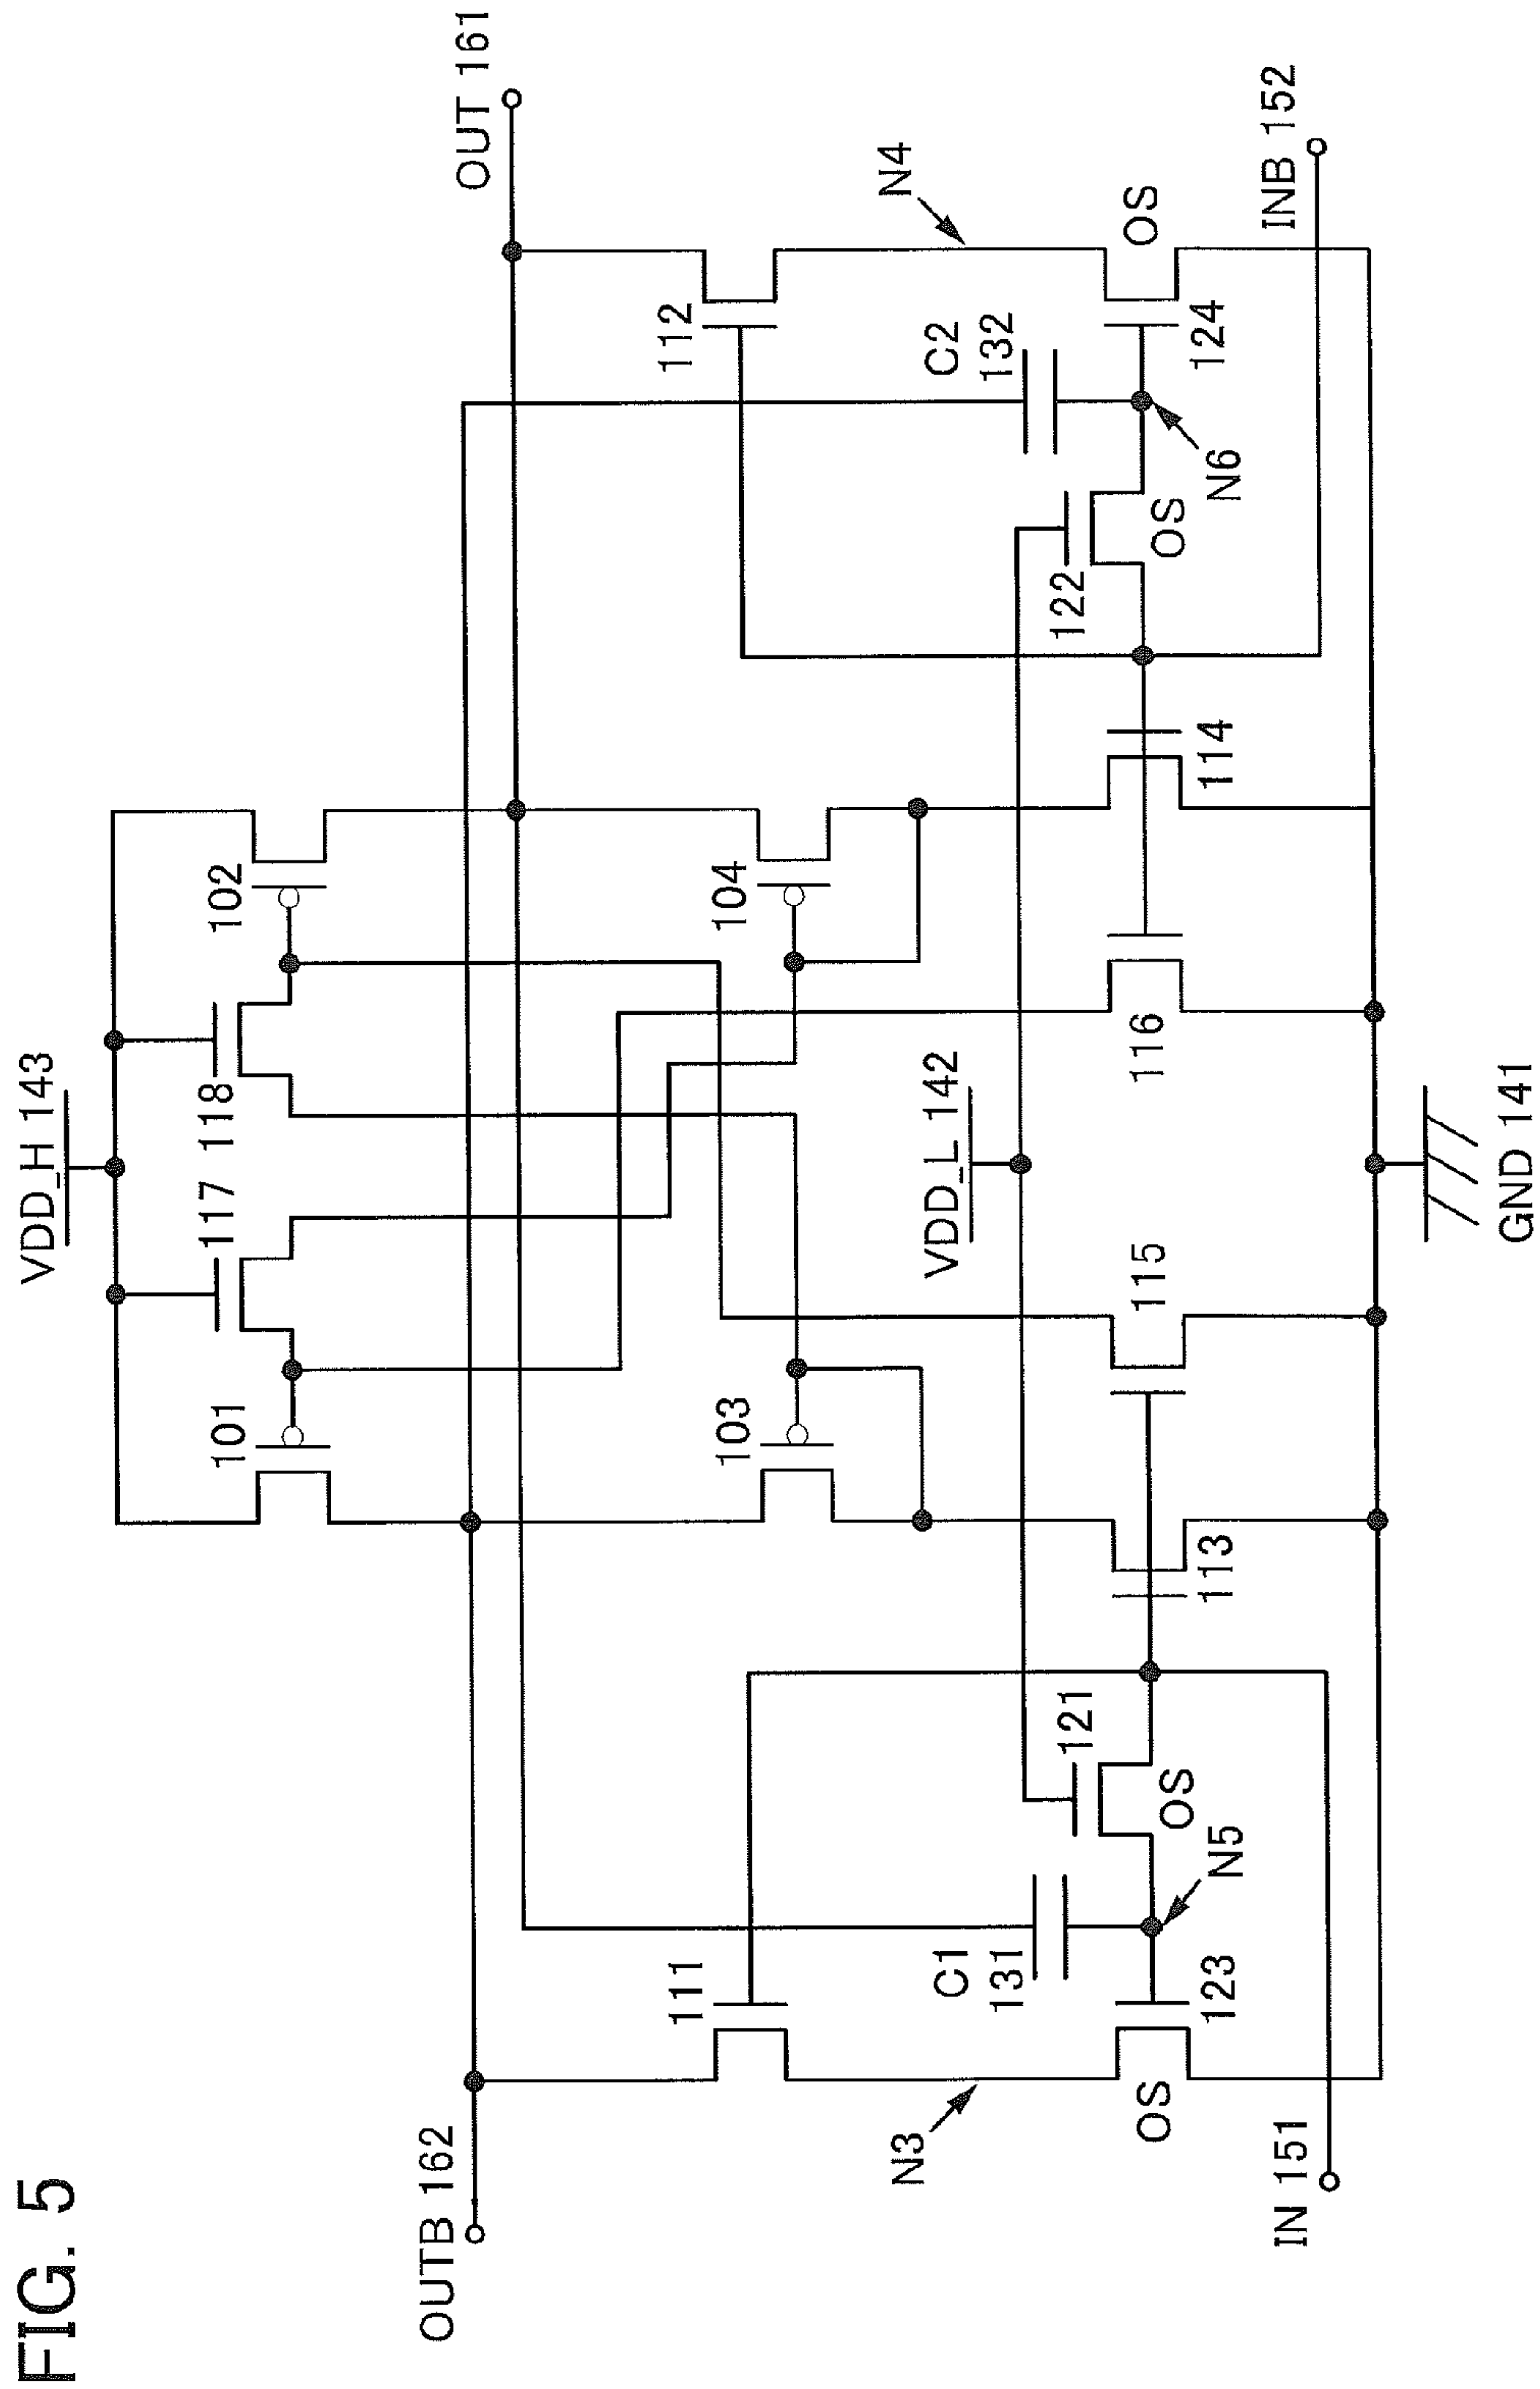 FIG. 5
VDD_H 143
117
118
101
102
OUTB 162
OUT 161
111
103
104
112
N3
C1
131
121
VDD_L 142
122
C2
132
N4
OS
123
N5
OS
113
115
116
114
OS
N6
124
OS
IN 151
INB 152
GND 141